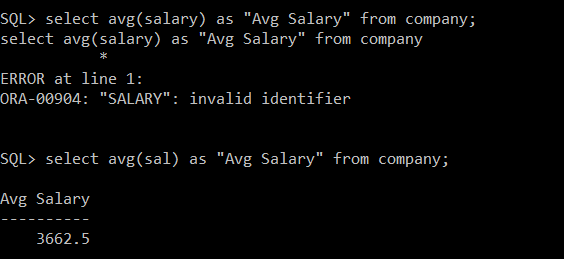 SQL> select avg(salary) as "Avg Salary" from company;
select avg(salary) as "Avg Salary" from company
           *
ERROR at line 1:
ORA-00904: "SALARY": invalid identifier
SQL> select avg(sal) as "Avg Salary" from company;
Avg Salary
----------
    3662.5